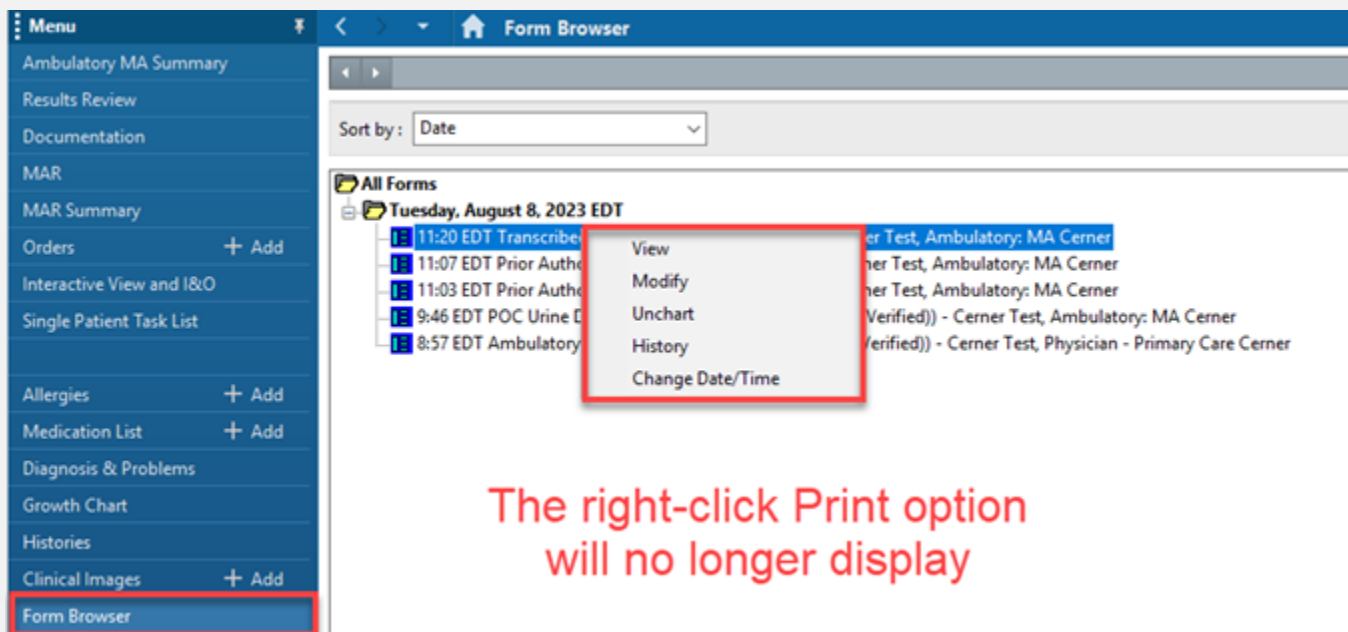 Menu
Ambulatory MA Summary
Results Review
Documentation
MAR
MAR Summary
Orders + Add
Interactive View and I&O
Single Patient Task List
Allergies + Add
Medication List + Add
Diagnosis & Problems
Growth Chart
Histories
Clinical Images + Add
Form Browser
Form Browser
Sort by : Date
All Forms
Tuesday, August 8, 2023 EDT
11:20 EDT Transcribe er Test, Ambulatory: MA Cerner
11:07 EDT Prior Autho ner Test, Ambulatory: MA Cerner
11:03 EDT Prior Autho ner Test, Ambulatory: MA Cerner
9:46 EDT POC Urine D Verified)) - Cerner Test, Ambulatory: MA Cerner
8:57 EDT Ambulatory erified)) - Cerner Test, Physician - Primary Care Cerner
View
Modify
Unchart
History
Change Date/Time
The right-click Print option
will no longer display